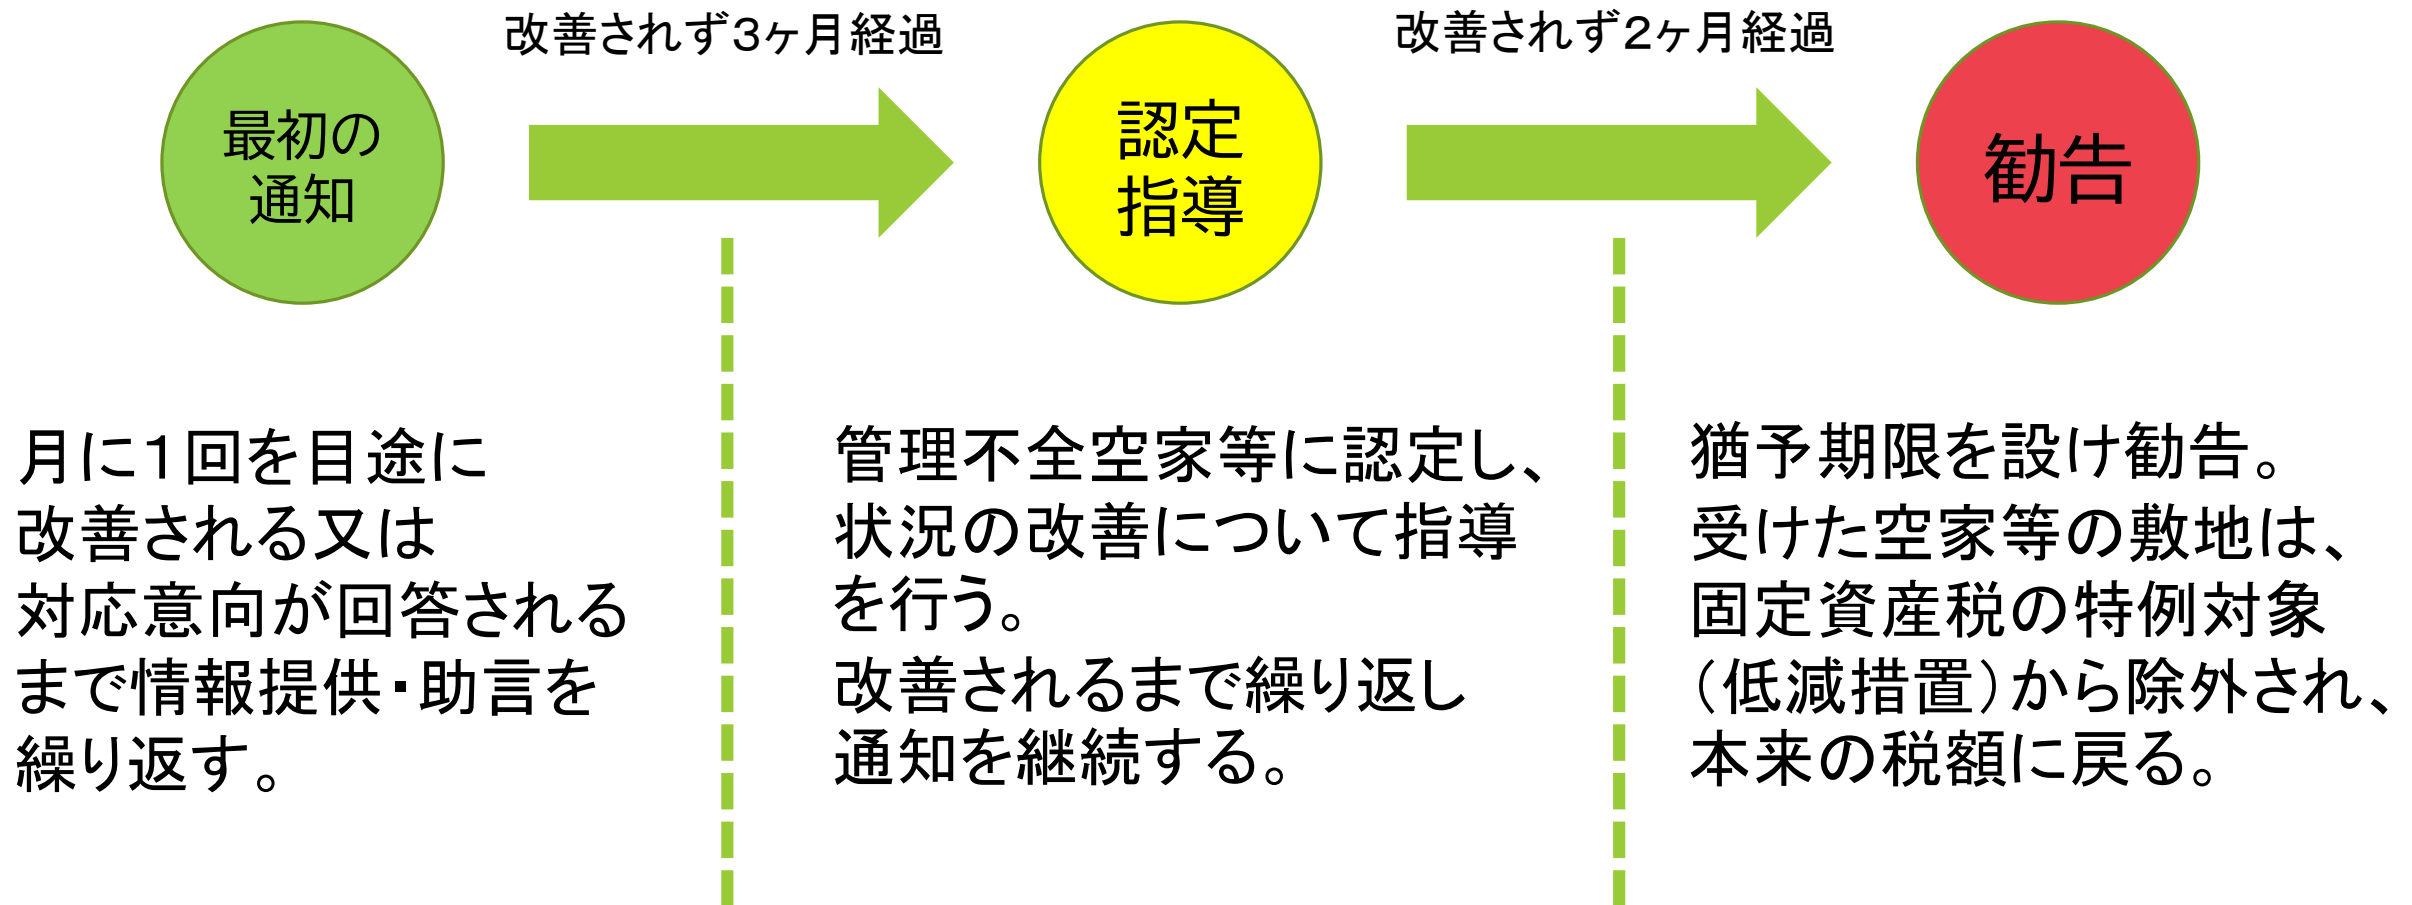 改善されず3ヶ月経過
改善されず2ヶ月経過
最初の
通知
認定
指導
勧告
月に1回を目途に
改善される又は
対応意向が回答される
まで情報提供・助言を
繰り返す。
管理不全空家等に認定し、
状況の改善について指導
を行う。
改善されるまで繰り返し
通知を継続する。
猶予期限を設け勧告。
受けた空家等の敷地は、
固定資産税の特例対象
（低減措置）から除外され、
本来の税額に戻る。